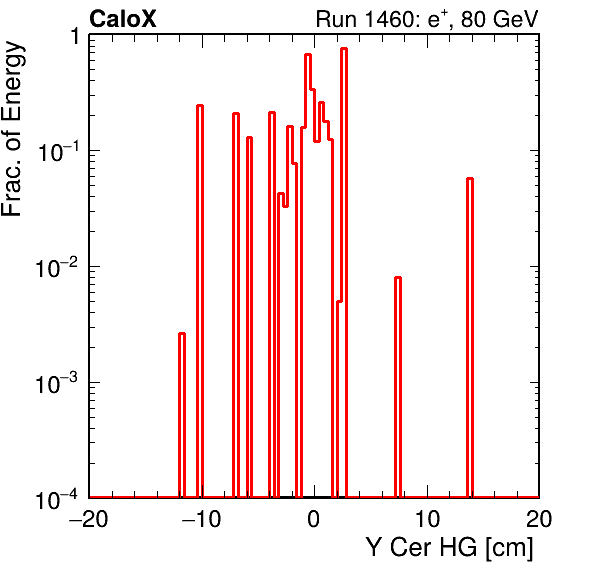 CaloX Run 1460: e⁺, 80 GeV
Frac. of Energy
1
10⁻¹
10⁻²
10⁻³
10⁻⁴
−20 −10 0 10 20
Y Cer HG [cm]